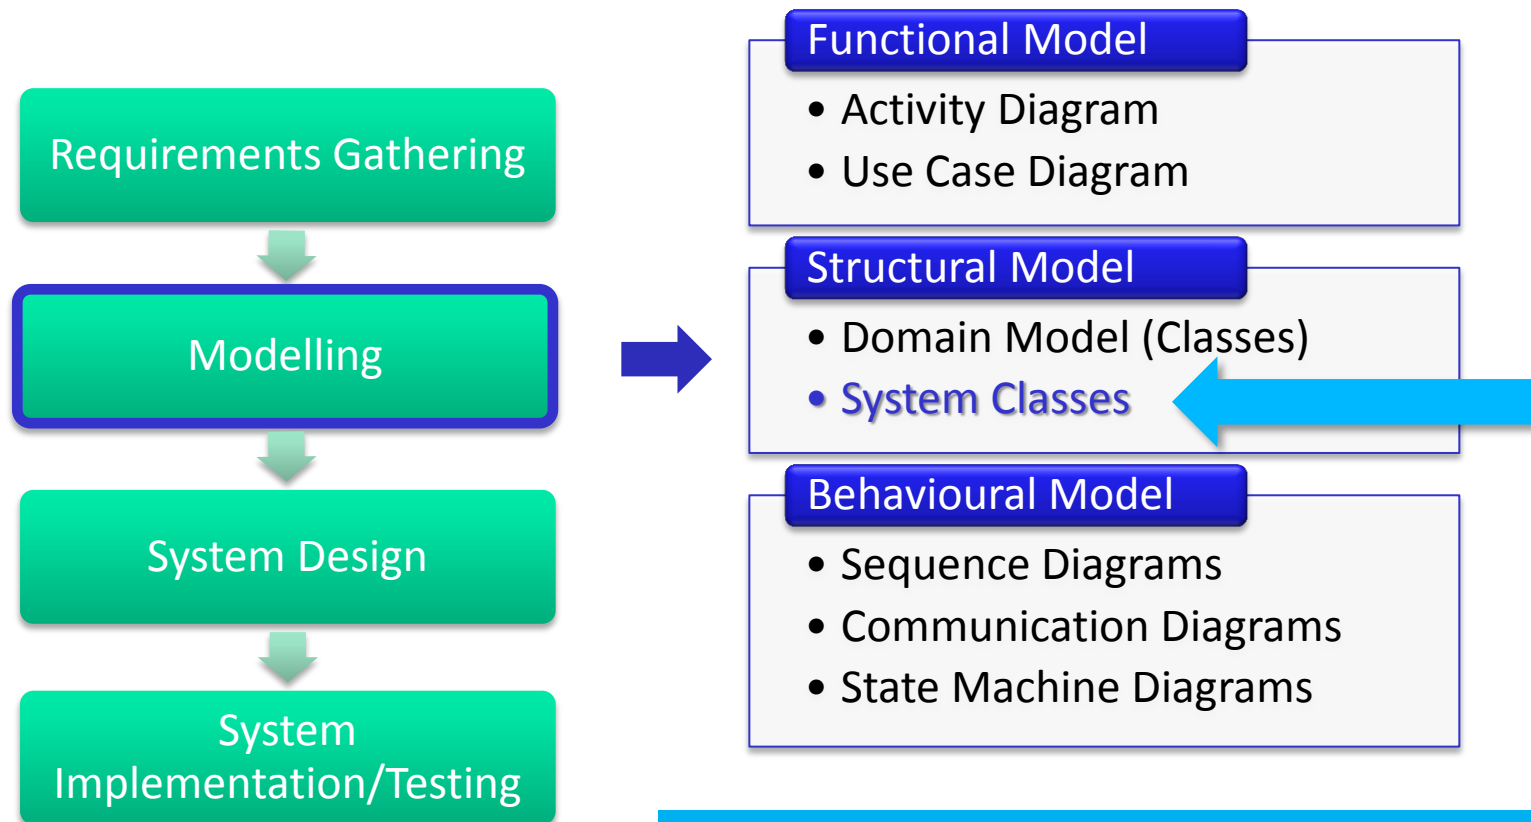 Requirements Gathering
Modelling
System Design
System
Implementation/Testing
Functional Model
• Activity Diagram
• Use Case Diagram
Structural Model
• Domain Model (Classes)
• System Classes
Behavioural Model
• Sequence Diagrams
• Communication Diagrams
• State Machine Diagrams